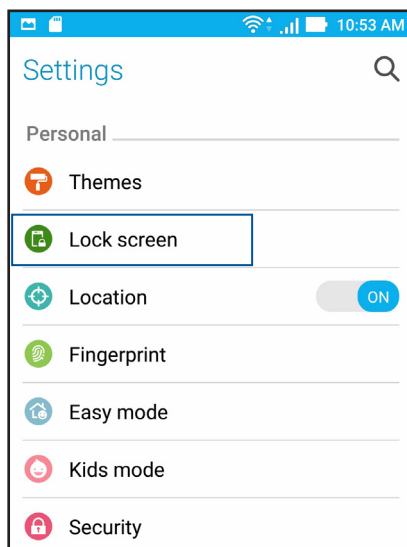 10:53 AM
Settings
Personal
Themes
Lock screen
Location
ON
Fingerprint
Easy mode
Kids mode
Security